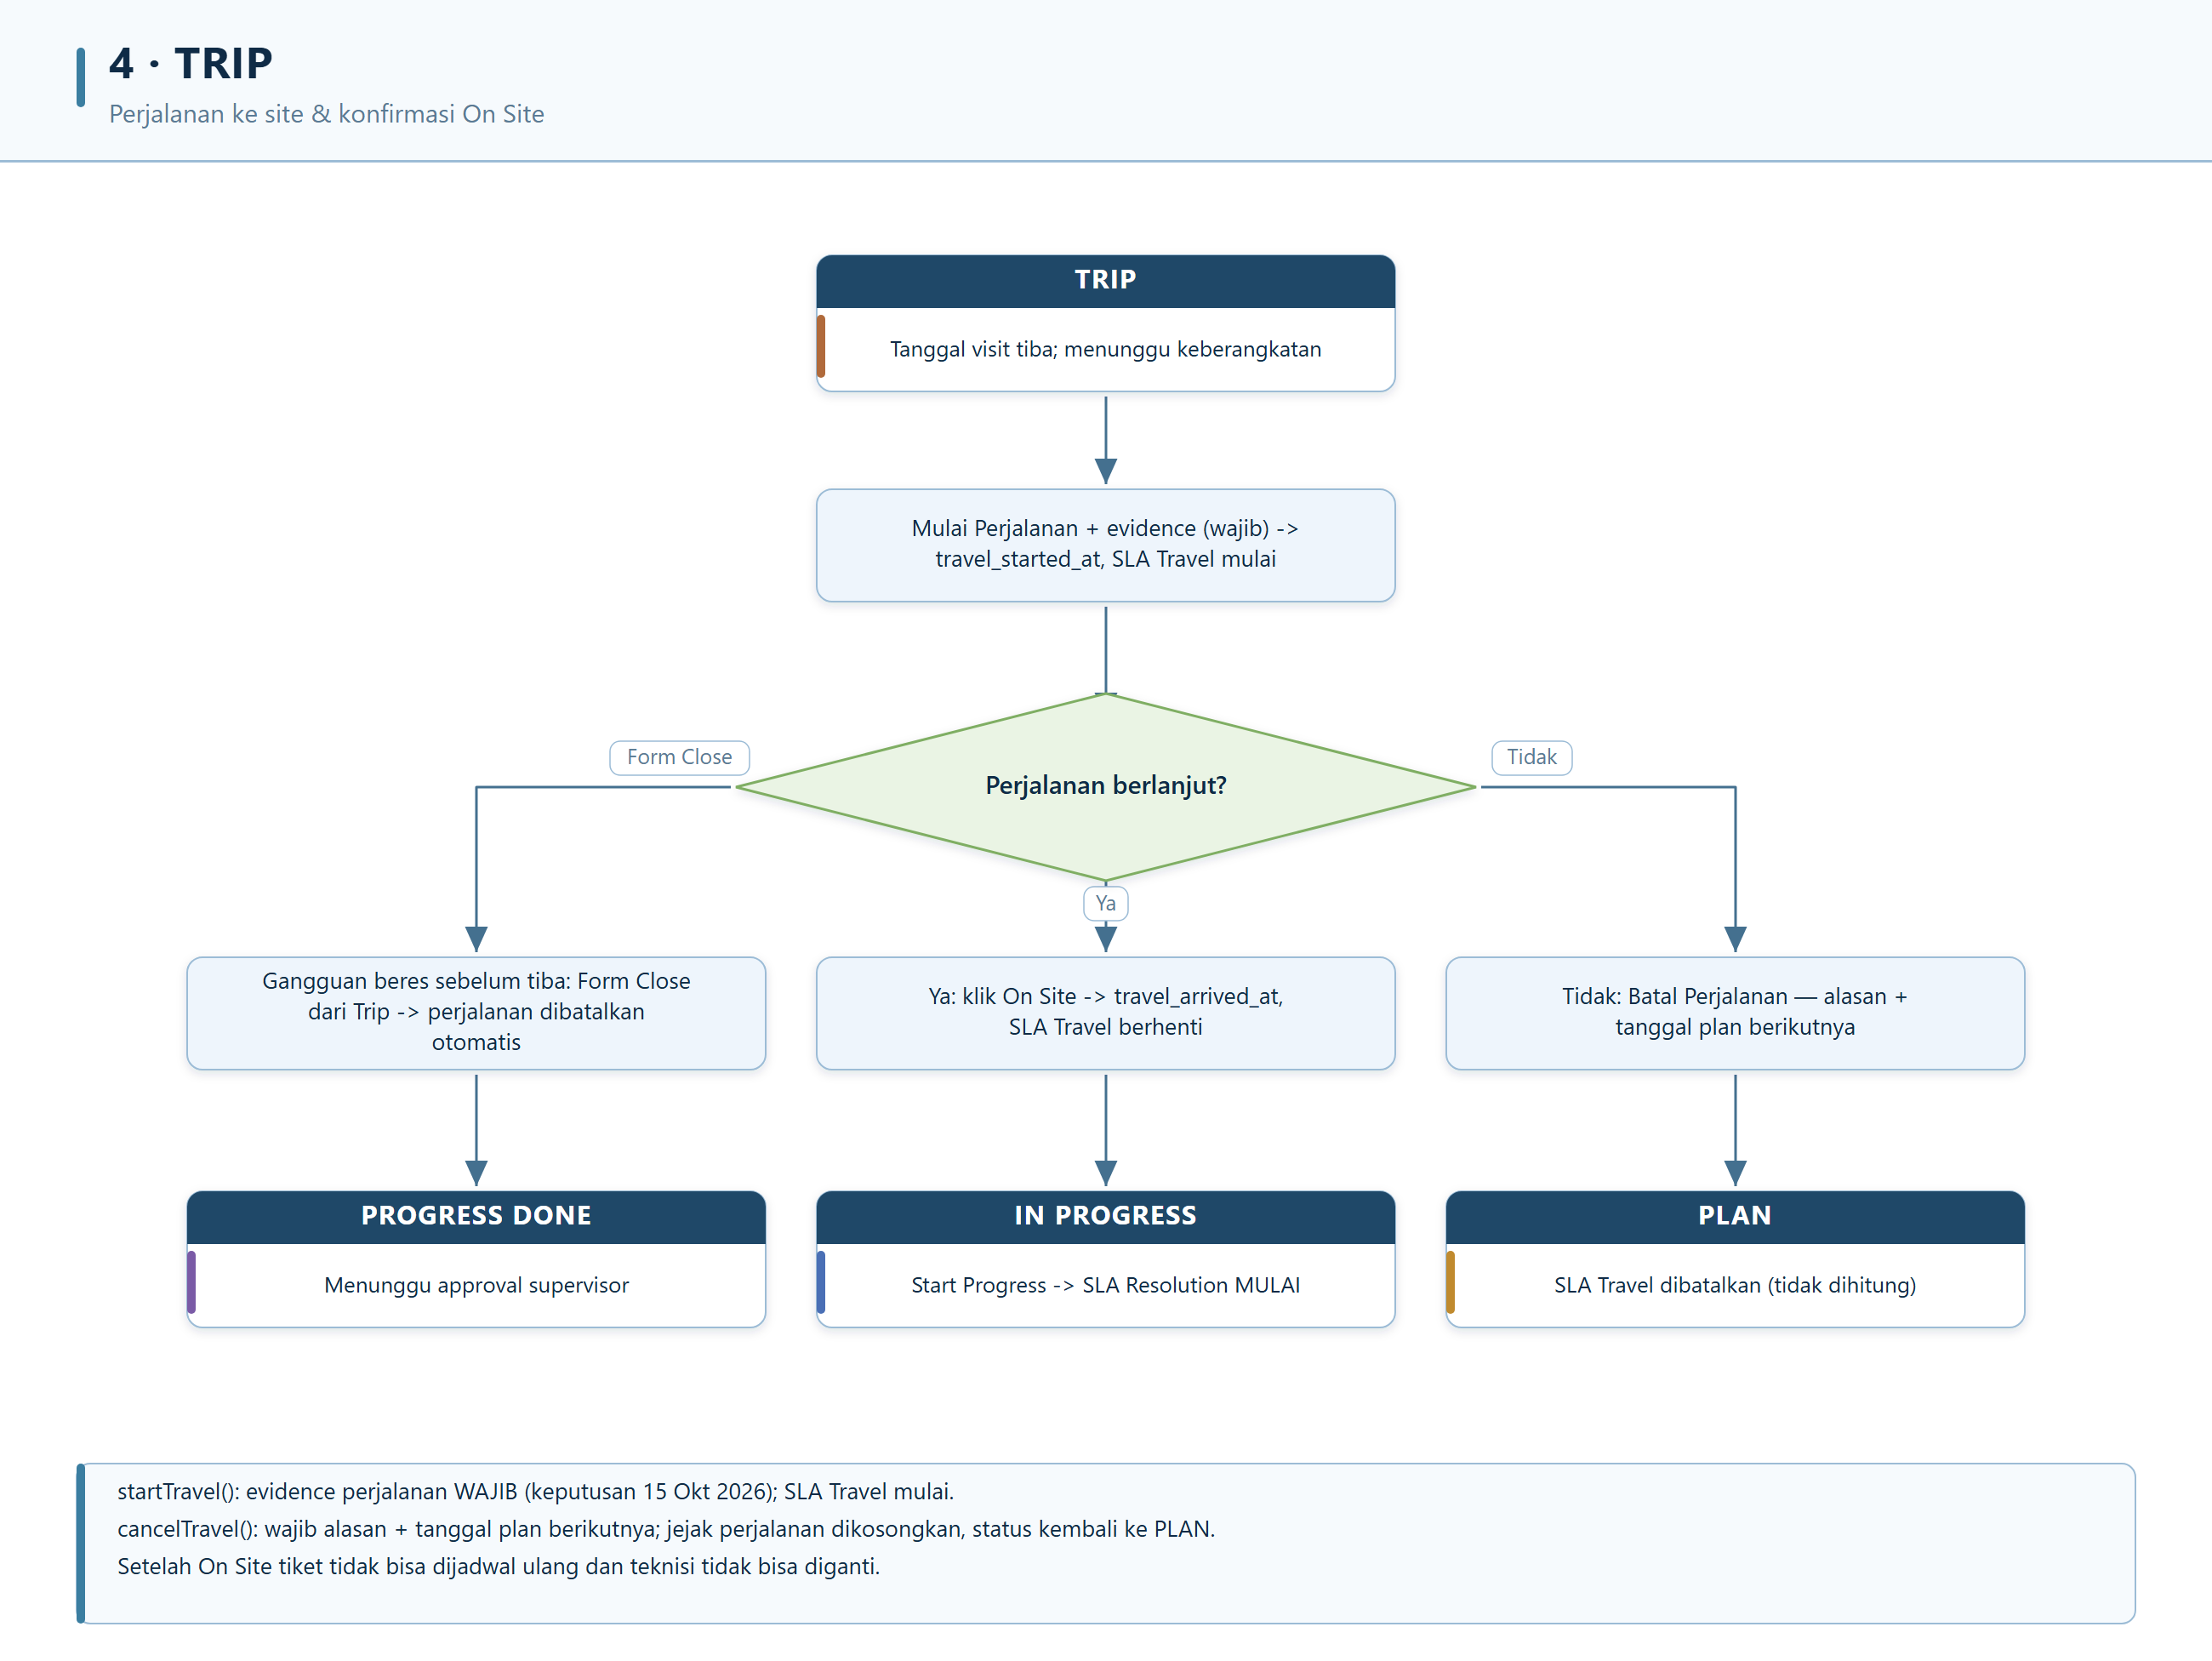 4 · TRIP
Perjalanan ke site & konfirmasi On Site
TRIP
Tanggal visit tiba; menunggu keberangkatan
Mulai Perjalanan + evidence (wajib) ->
travel_started_at, SLA Travel mulai
Form Close
Perjalanan berlanjut?
Tidak
Ya
Gangguan beres sebelum tiba: Form Close
dari Trip -> perjalanan dibatalkan
otomatis
Ya: klik On Site -> travel_arrived_at,
SLA Travel berhenti
Tidak: Batal Perjalanan — alasan +
tanggal plan berikutnya
PROGRESS DONE
Menunggu approval supervisor
IN PROGRESS
Start Progress -> SLA Resolution MULAI
PLAN
SLA Travel dibatalkan (tidak dihitung)
startTravel(): evidence perjalanan WAJIB (keputusan 15 Okt 2026); SLA Travel mulai.
cancelTravel(): wajib alasan + tanggal plan berikutnya; jejak perjalanan dikosongkan, status kembali ke PLAN.
Setelah On Site tiket tidak bisa dijadwal ulang dan teknisi tidak bisa diganti.